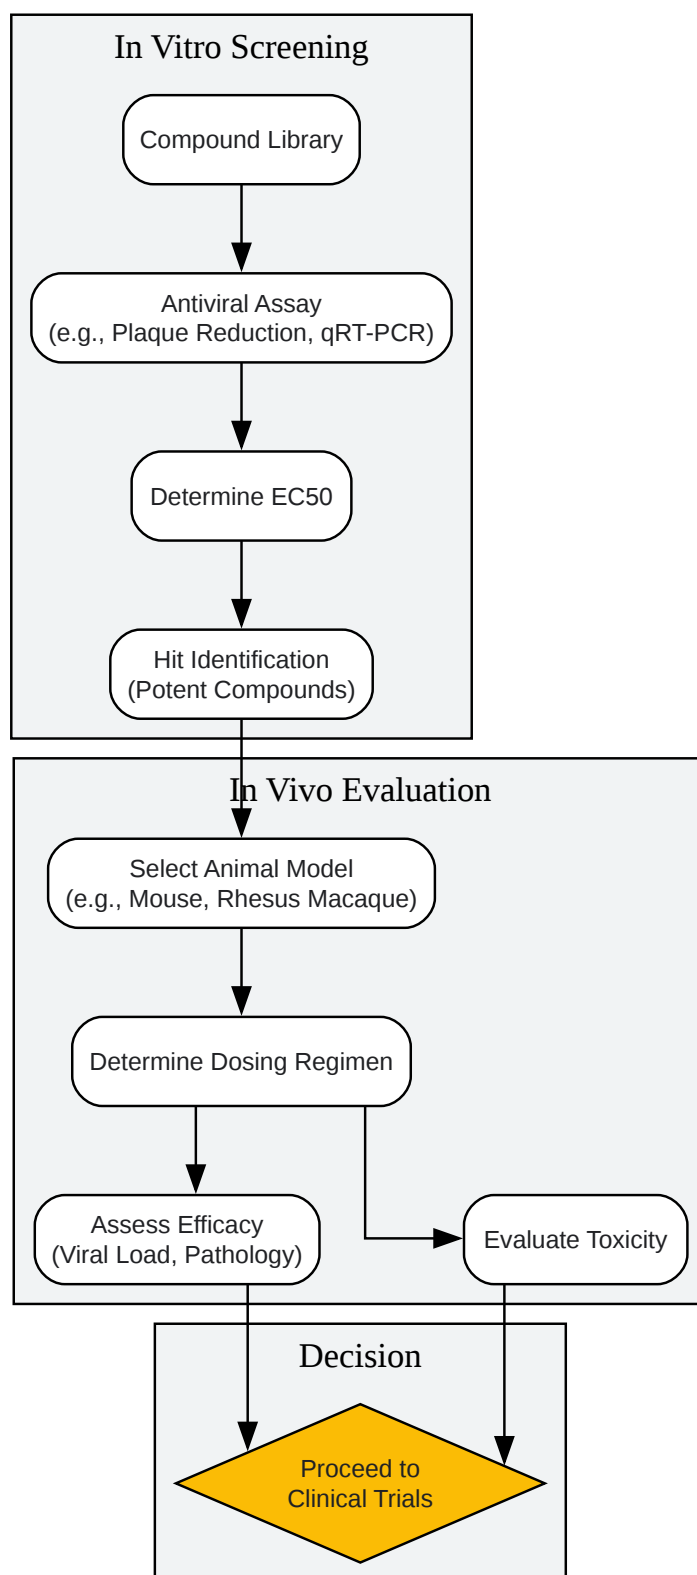 In Vitro Screening
Compound Library
Antiviral Assay
(e.g., Plaque Reduction, qRT-PCR)
Determine EC50
Hit Identification
(Potent Compounds)
In Vivo Evaluation
Select Animal Model
(e.g., Mouse, Rhesus Macaque)
Determine Dosing Regimen
Assess Efficacy
(Viral Load, Pathology)
Evaluate Toxicity
Decision
Proceed to
Clinical Trials